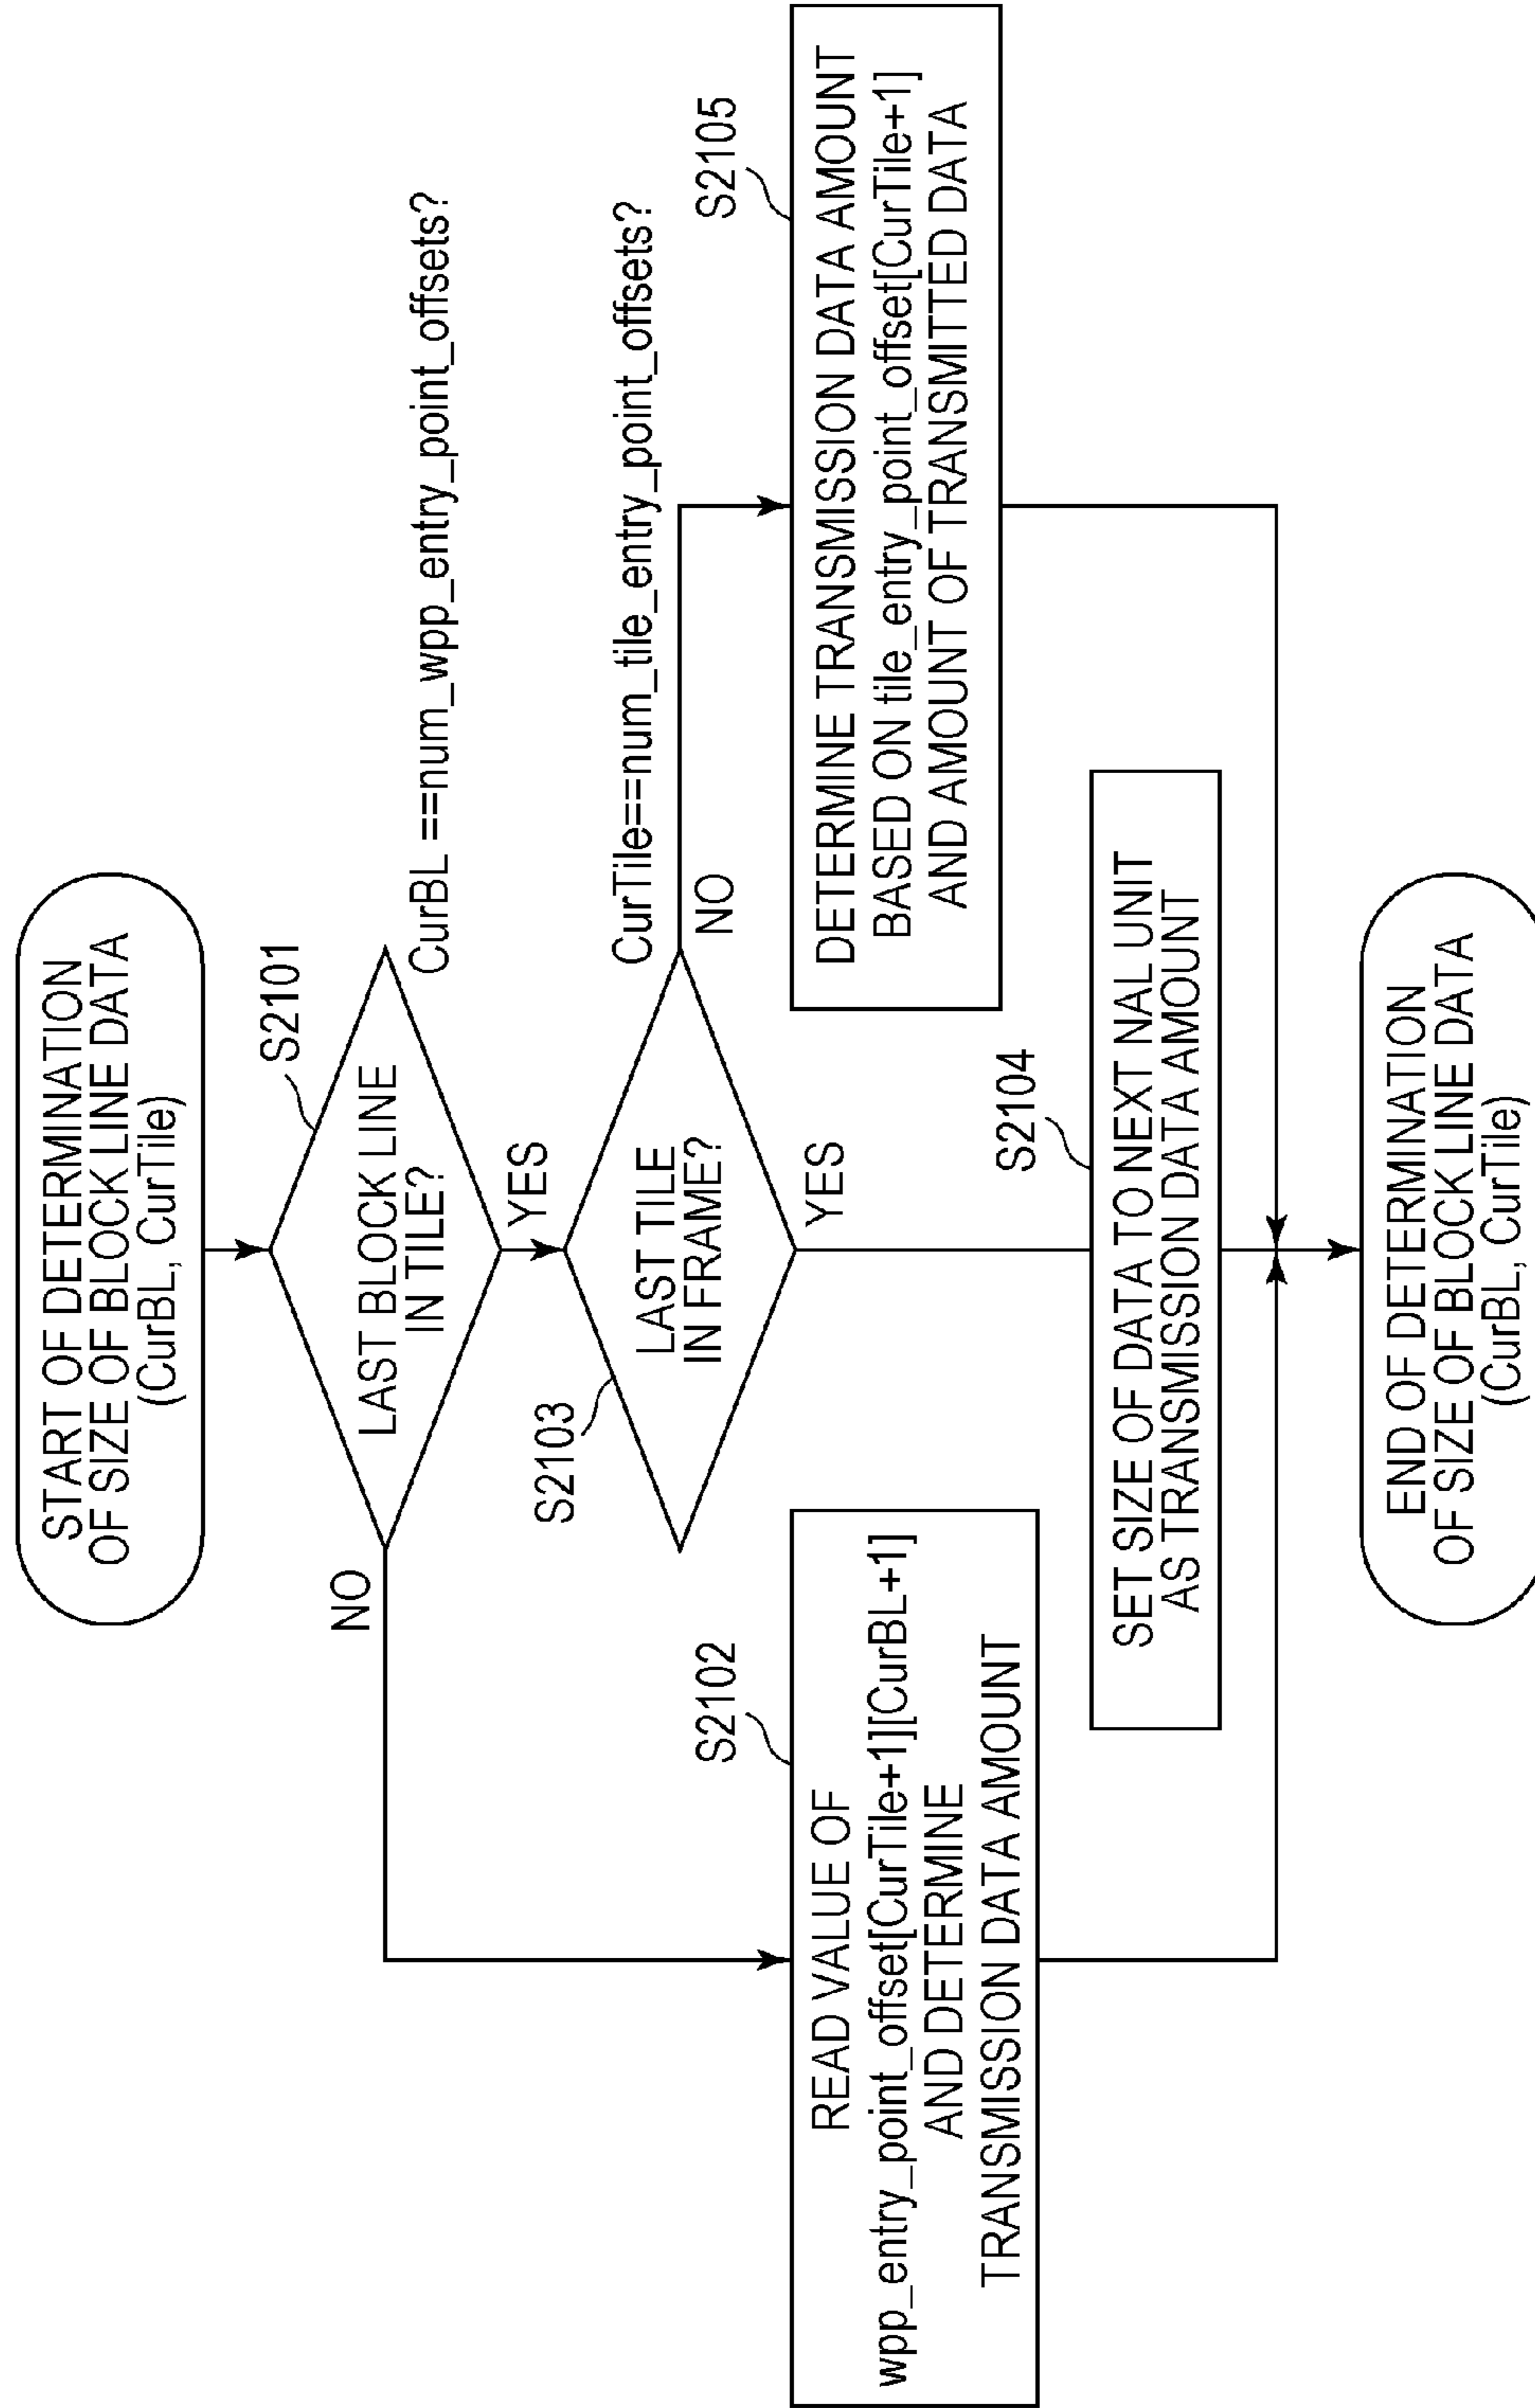 START OF DETERMINATION
OF SIZE OF BLOCK LINE DATA
(CurBL, CurTile)
S2101
LAST BLOCK LINE
IN TILE?
CurBL ==num_wpp_entry_point_offsets?
NO
YES
S2103
LAST TILE
IN FRAME?
CurTile==num_tile_entry_point_offsets?
NO
YES
S2102
READ VALUE OF
wpp_entry_point_offset[CurTile+1][CurBL+1]
AND DETERMINE
TRANSMISSION DATA AMOUNT
S2105
DETERMINE TRANSMISSION DATA AMOUNT
BASED ON tile_entry_point_offset[CurTile+1]
AND AMOUNT OF TRANSMITTED DATA
S2104
SET SIZE OF DATA TO NEXT NAL UNIT
AS TRANSMISSION DATA AMOUNT
END OF DETERMINATION
OF SIZE OF BLOCK LINE DATA
(CurBL, CurTile)